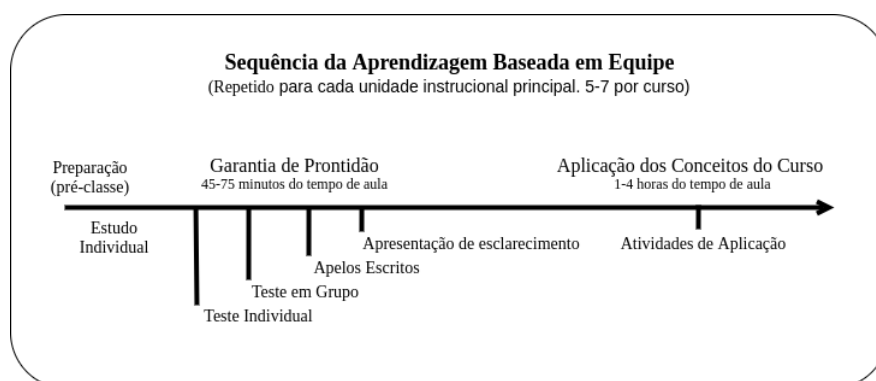 Sequência da Aprendizagem Baseada em Equipe
(Repetido para cada unidade instrucional principal. 5-7 por curso)
Preparação
(pré-classe)
Garantia de Prontidão
45-75 minutos do tempo de aula
Aplicação dos Conceitos do Curso
1-4 horas do tempo de aula
Estudo
Individual
Apresentação de esclarecimento
Atividades de Aplicação
Apelos Escritos
Teste em Grupo
Teste Individual